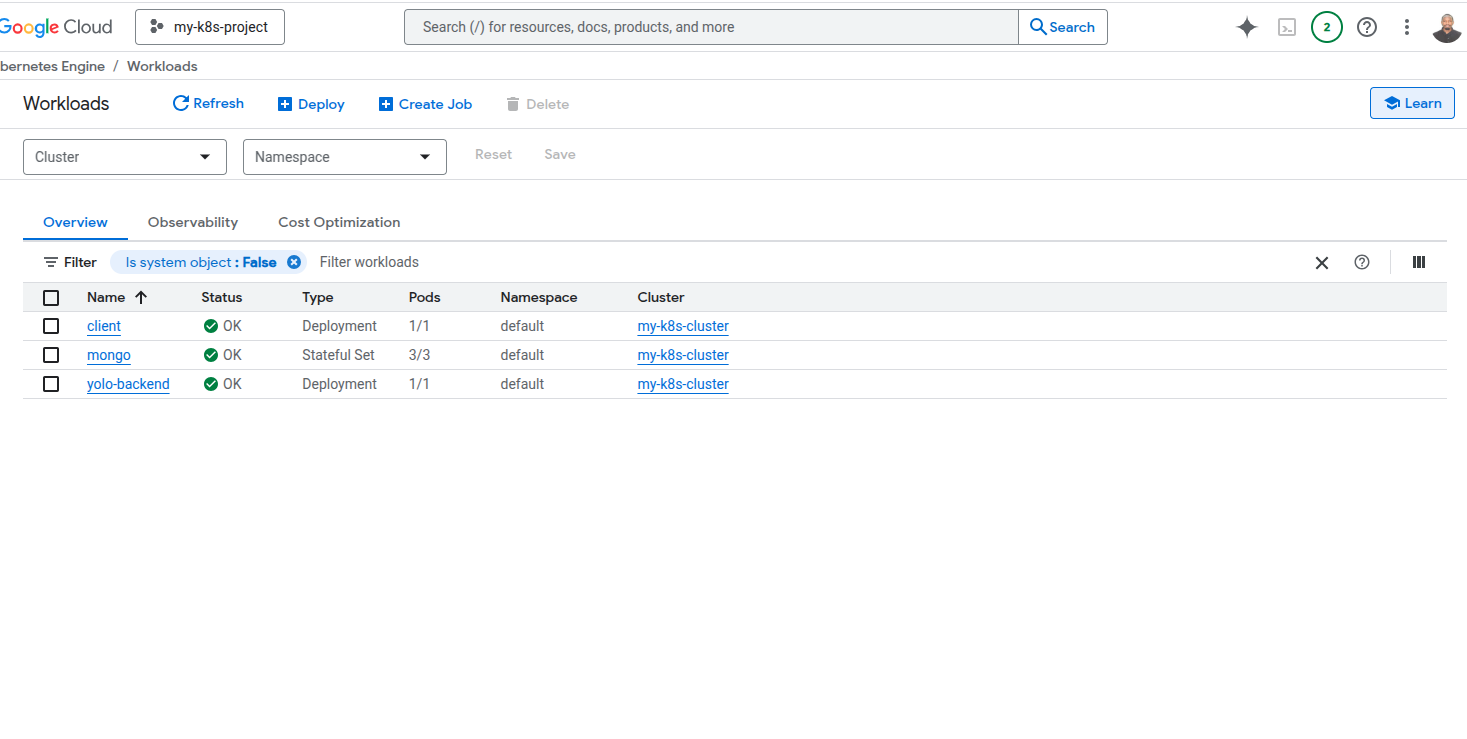 Google Cloud my-k8s-project Search (/) for resources, docs, products, and more Search 2
bernetes Engine / Workloads
Workloads Refresh Deploy Create Job Delete Learn
Cluster Namespace Reset Save
Overview Observability Cost Optimization
Filter Is system object : False Filter workloads
Name Status Type Pods Namespace Cluster
client OK Deployment 1/1 default my-k8s-cluster
mongo OK Stateful Set 3/3 default my-k8s-cluster
yolo-backend OK Deployment 1/1 default my-k8s-cluster